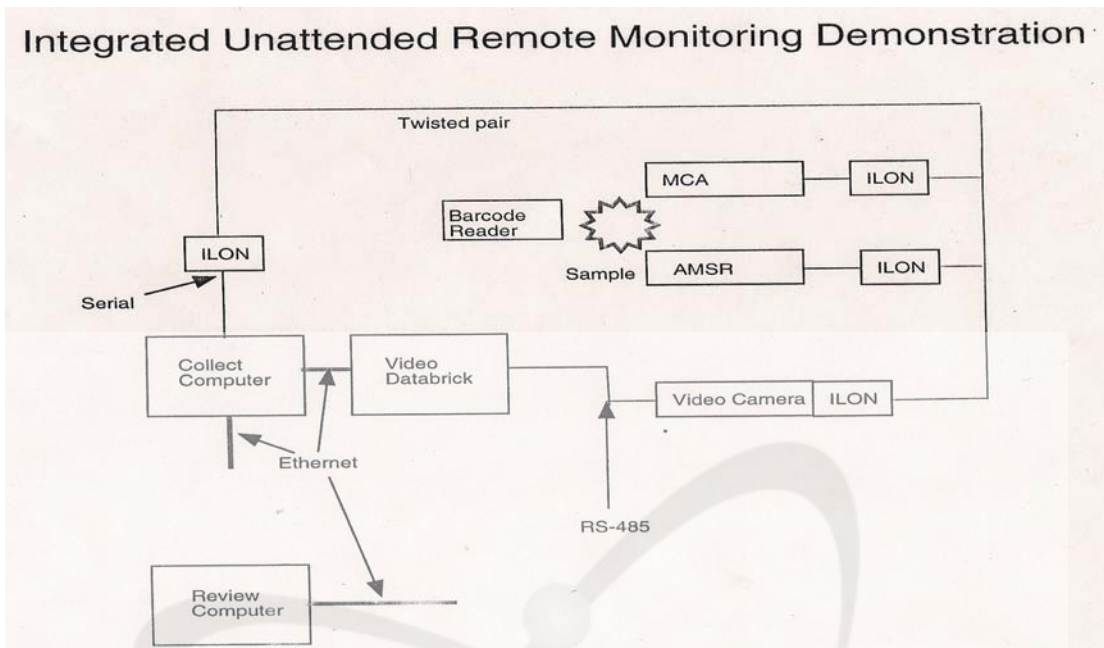 Integrated Unattended Remote Monitoring Demonstration
Twisted pair
MCA
ILON
Barcode
Reader
Sample
AMSR
ILON
ILON
Serial
Collect
Computer
Video
Databrick
Video Camera
ILON
Ethernet
RS-485
Review
Computer